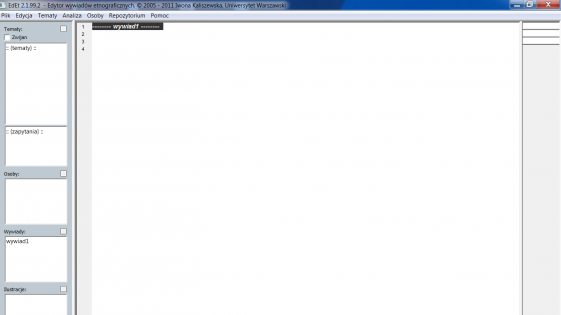 EdEt 2.1.99.2 - Edytor wywiadów etnograficznych. © 2005 - 2011 Iwona Kaliszewska, Uniwersytet Warszawski
Plik Edycja Tematy Analiza Osoby Repozytorium Pomoc
Tematy:
Zwijan
:: (tematy) ::
:: (zapytania) ::
Osoby:
Wywiady:
wywiad1
Ilustracje:
1 -------- wywiad1 --------
2
3
4